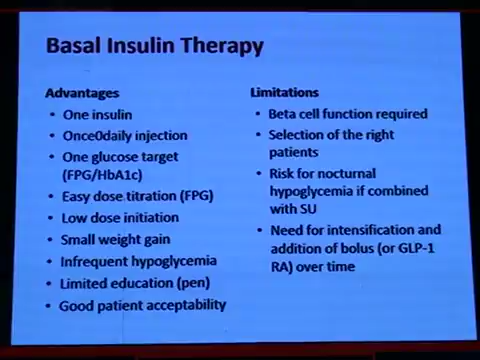 Basal Insulin Therapy
Advantages
• One insulin
• Once0daily injection
• One glucose target
(FPG/HbA1c)
• Easy dose titration (FPG)
• Low dose initiation
• Small weight gain
• Infrequent hypoglycemia
• Limited education (pen)
• Good patient acceptability
Limitations
• Beta cell function required
• Selection of the right
patients
• Risk for nocturnal
hypoglycemia if combined
with SU
• Need for intensification and
addition of bolus (or GLP-1
RA) over time